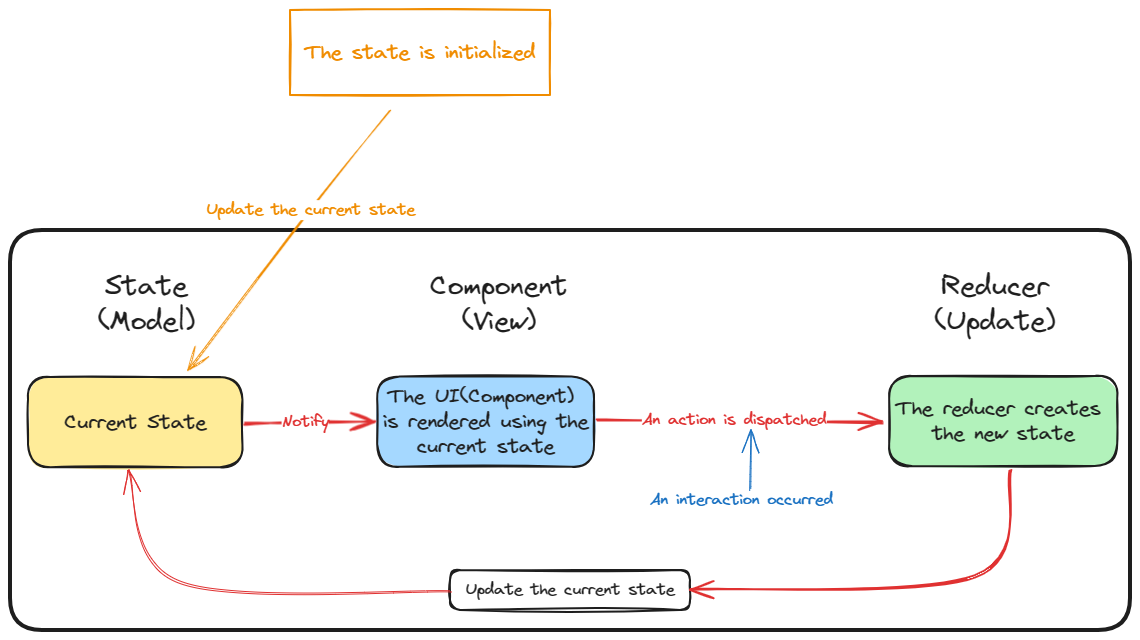 The state is initialized
Update the current state
State
(Model)
Component
(View)
Reducer
(Update)
Current State
Notify
The UI(Component)
is rendered using the
current state
An action is dispatched
The reducer creates
the new state
An interaction occurred
Update the current state